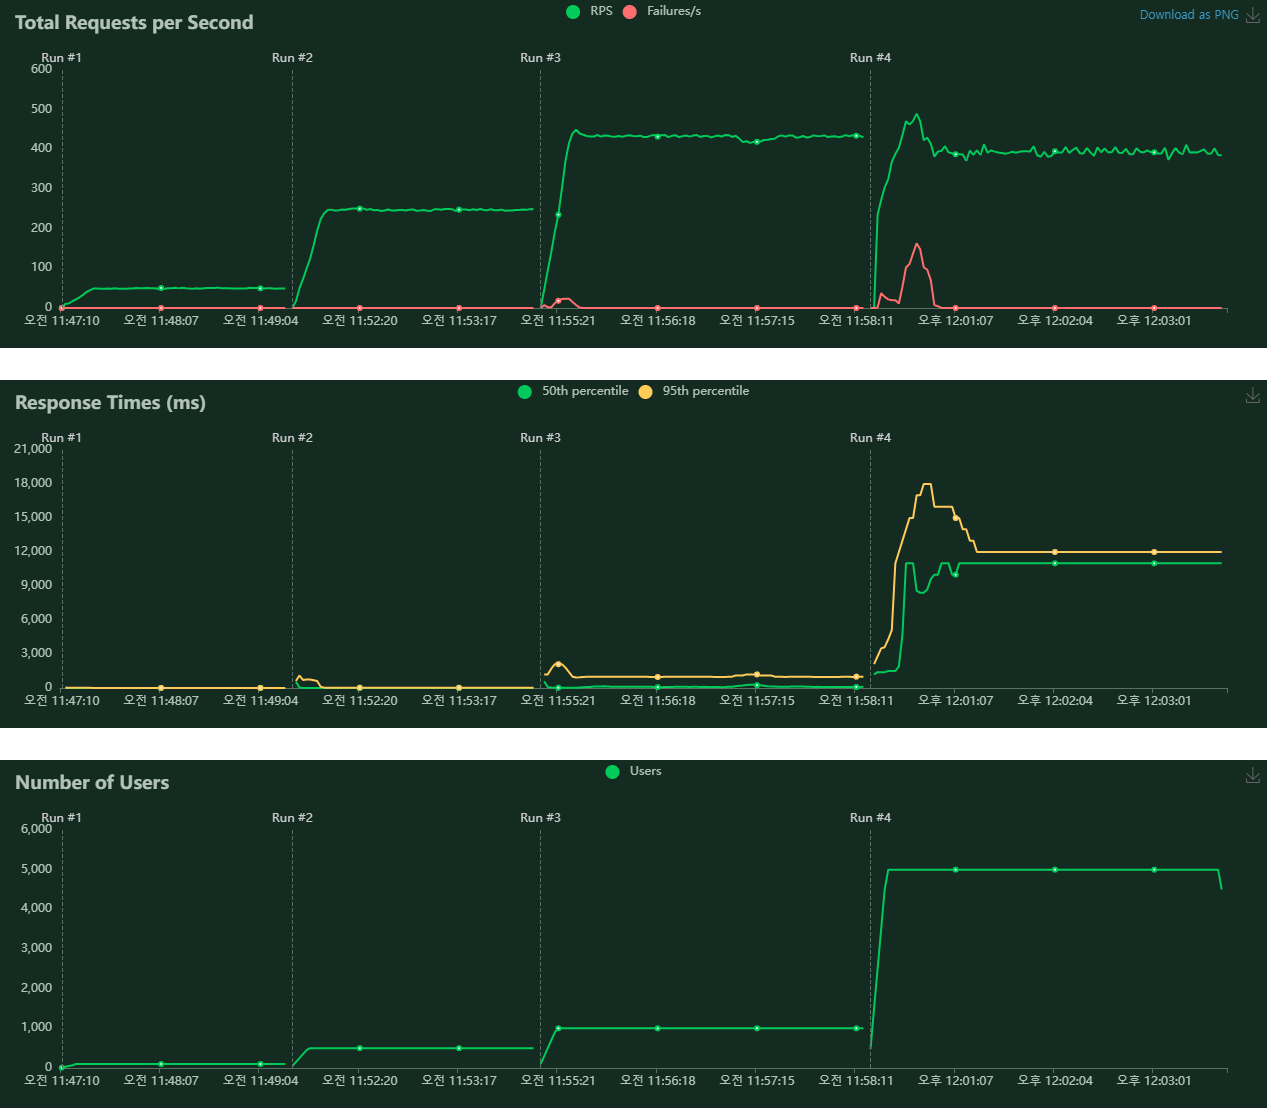 Total Requests per Second
RPS Failures/s
Download as PNG
Run #1 Run #2 Run #3 Run #4
600
500
400
300
200
100
0
오전 11:47:10 오전 11:48:07 오전 11:49:04 오전 11:52:20 오전 11:53:17 오전 11:55:21 오전 11:56:18 오전 11:57:15 오전 11:58:11 오후 12:01:07 오후 12:02:04 오후 12:03:01
Response Times (ms)
50th percentile 95th percentile
Run #1 Run #2 Run #3 Run #4
21,000
18,000
15,000
12,000
9,000
6,000
3,000
0
오전 11:47:10 오전 11:48:07 오전 11:49:04 오전 11:52:20 오전 11:53:17 오전 11:55:21 오전 11:56:18 오전 11:57:15 오전 11:58:11 오후 12:01:07 오후 12:02:04 오후 12:03:01
Number of Users
Users
Run #1 Run #2 Run #3 Run #4
6,000
5,000
4,000
3,000
2,000
1,000
0
오전 11:47:10 오전 11:48:07 오전 11:49:04 오전 11:52:20 오전 11:53:17 오전 11:55:21 오전 11:56:18 오전 11:57:15 오전 11:58:11 오후 12:01:07 오후 12:02:04 오후 12:03:01